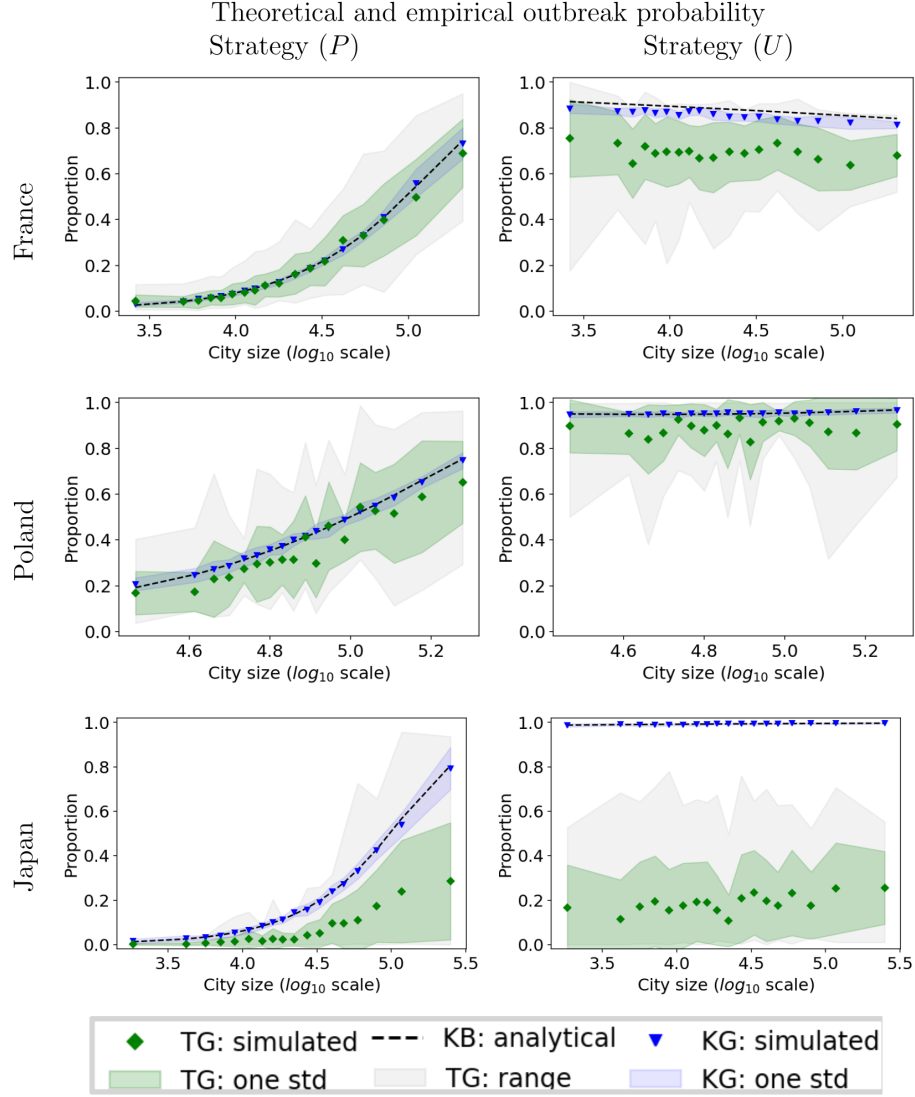 Theoretical and empirical outbreak probability
Strategy (P) Strategy (U)
France
Proportion
1.0
0.8
0.6
0.4
0.2
0.0
3.5 4.0 4.5 5.0
City size (log10 scale)
Proportion
1.0
0.8
0.6
0.4
0.2
0.0
3.5 4.0 4.5 5.0
City size (log10 scale)
Poland
Proportion
1.0
0.8
0.6
0.4
0.2
0.0
4.6 4.8 5.0 5.2
City size (log10 scale)
Proportion
1.0
0.8
0.6
0.4
0.2
0.0
4.6 4.8 5.0 5.2
City size (log10 scale)
Japan
Proportion
1.0
0.8
0.6
0.4
0.2
0.0
3.5 4.0 4.5 5.0 5.5
City size (log10 scale)
Proportion
1.0
0.8
0.6
0.4
0.2
0.0
3.5 4.0 4.5 5.0 5.5
City size (log10 scale)
TG: simulated KB: analytical KG: simulated
TG: one std TG: range KG: one std